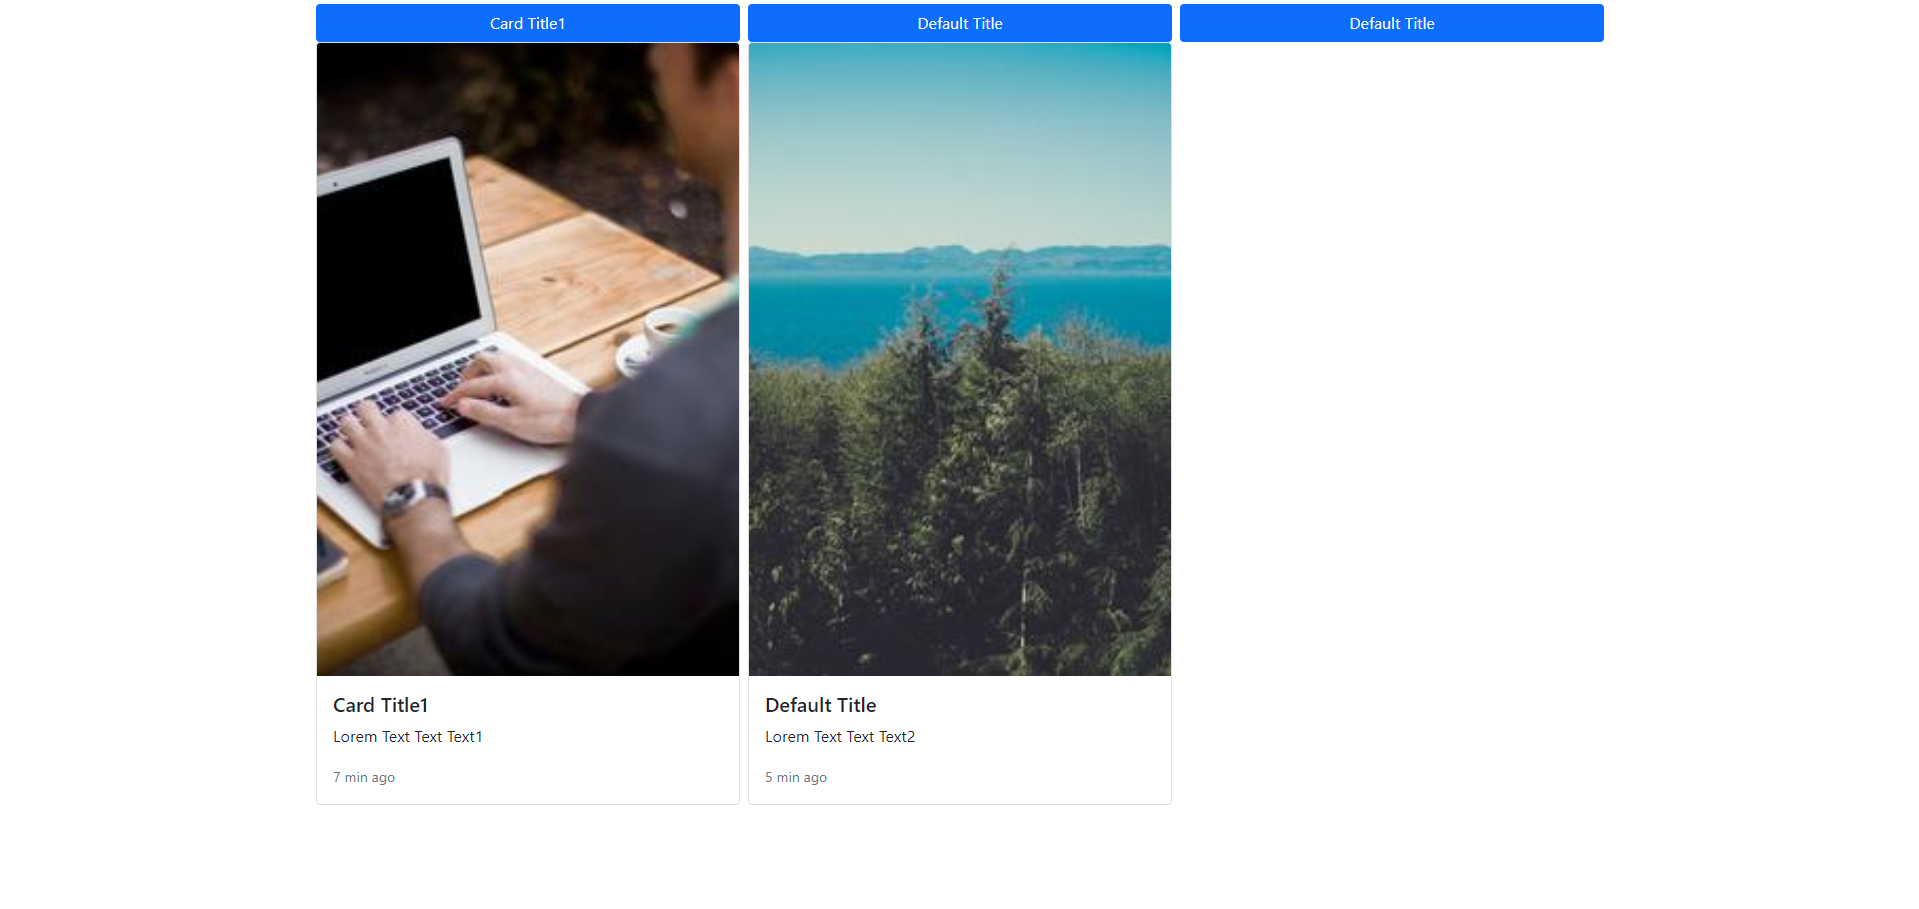 Card Title1
Default Title
Default Title
Card Title1
Lorem Text Text Text1
7 min ago
Default Title
Lorem Text Text Text2
5 min ago